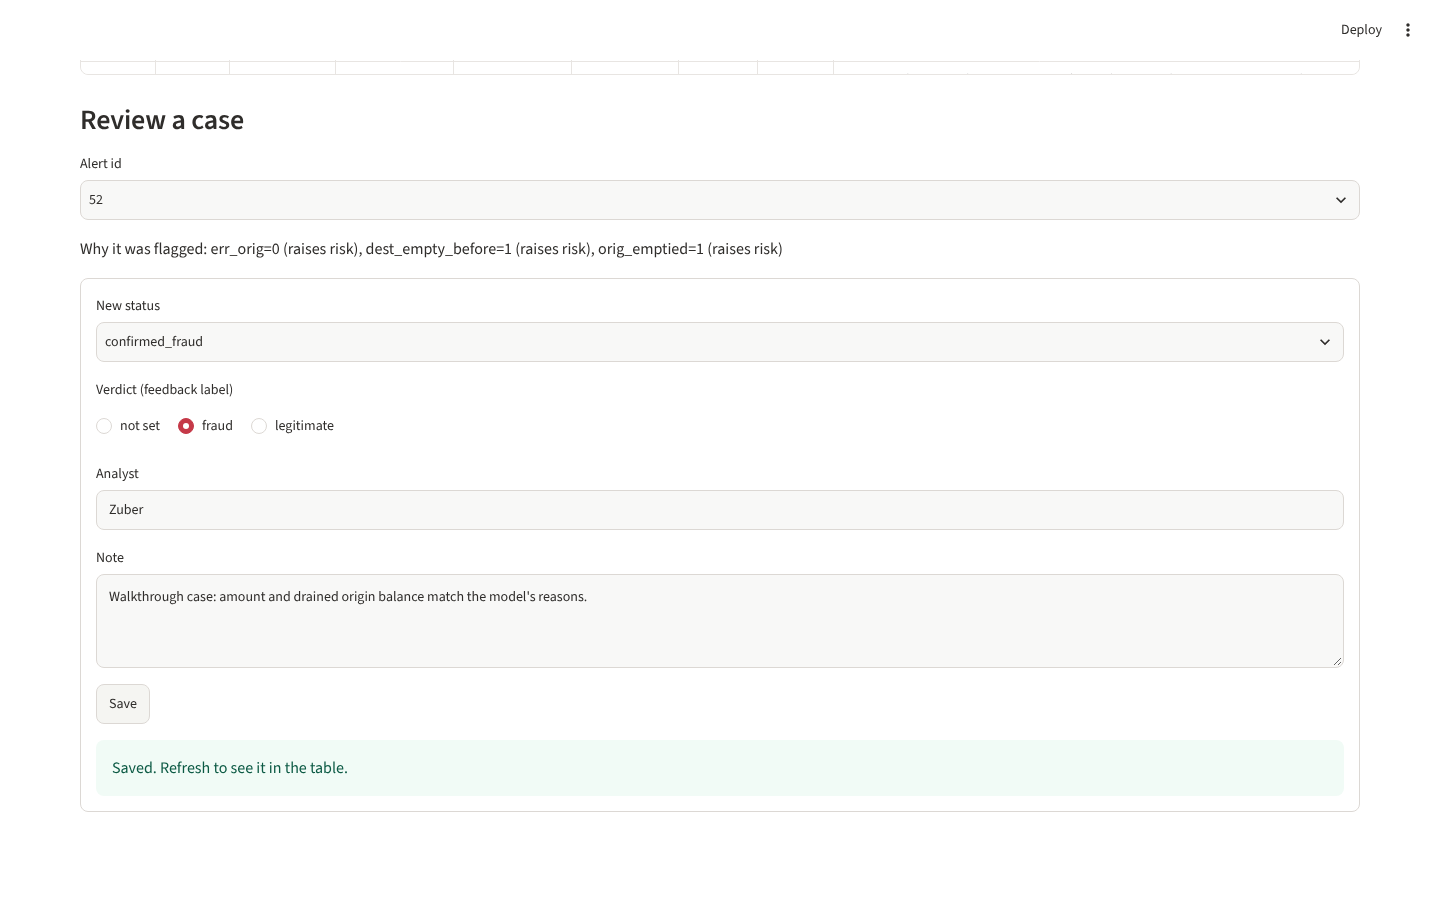 Deploy
Review a case
Alert id
52
Why it was flagged: err_orig=0 (raises risk), dest_empty_before=1 (raises risk), orig_emptied=1 (raises risk)
New status
confirmed_fraud
Verdict (feedback label)
not set fraud legitimate
Analyst
Zuber
Note
Walkthrough case: amount and drained origin balance match the model's reasons.
Save
Saved. Refresh to see it in the table.